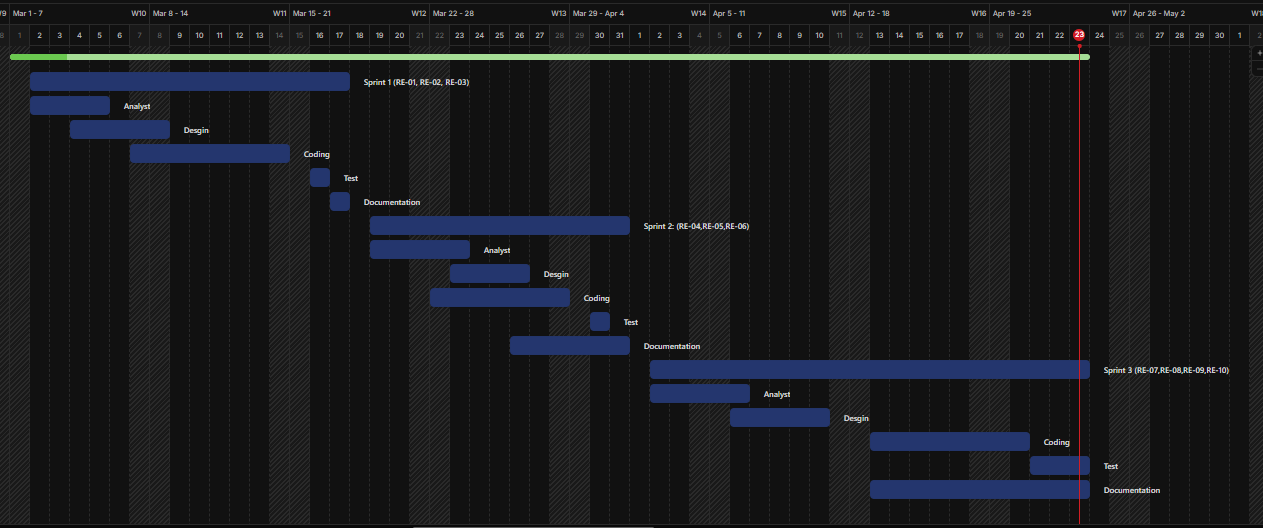 W9 Mar 1 - 7 W10 Mar 8 - 14 W11 Mar 15 - 21 W12 Mar 22 - 28 W13 Mar 29 - Apr 4 W14 Apr 5 - 11 W15 Apr 12 - 18 W16 Apr 19 - 25 W17 Apr 26 - May 2
1 2 3 4 5 6 7 8 9 10 11 12 13 14 15 16 17 18 19 20 21 22 23 24 25 26 27 28 29 30 31 1 2 3 4 5 6 7 8 9 10 11 12 13 14 15 16 17 18 19 20 21 22 23 24 25 26 27 28 29 30 1 2
Sprint 1 (RE-01, RE-02, RE-03)
Analyst
Desgin
Coding
Test
Documentation
Sprint 2: (RE-04,RE-05,RE-06)
Analyst
Desgin
Coding
Test
Documentation
Sprint 3 (RE-07,RE-08,RE-09,RE-10)
Analyst
Desgin
Coding
Test
Documentation